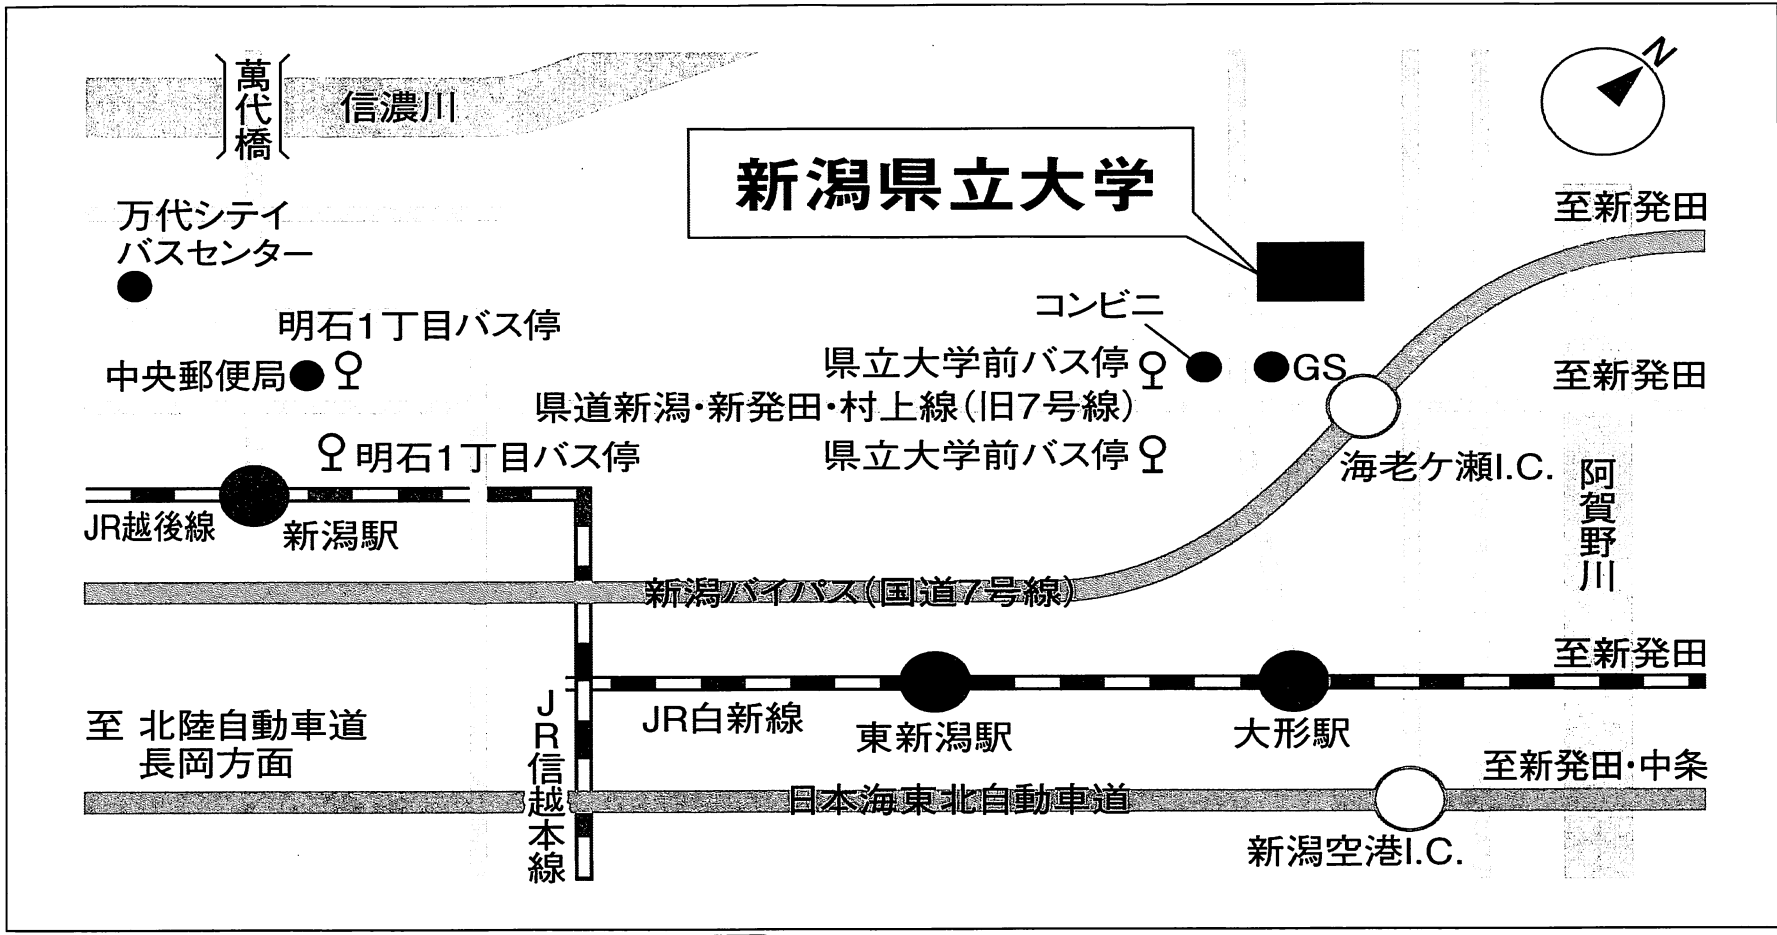 N
萬代橋
信濃川
新潟県立大学
至新発田
万代シテイ
バスセンター
コンビニ
明石1丁目バス停
中央郵便局
県立大学前バス停
GS
至新発田
県道新潟・新発田・村上線(旧7号線)
明石1丁目バス停
県立大学前バス停
海老ケ瀬I.C.
阿賀野川
JR越後線
新潟駅
新潟バイパス(国道7号線)
至新発田
JR白新線
東新潟駅
大形駅
JR信越本線
至 北陸自動車道
長岡方面
至新発田・中条
日本海東北自動車道
新潟空港I.C.